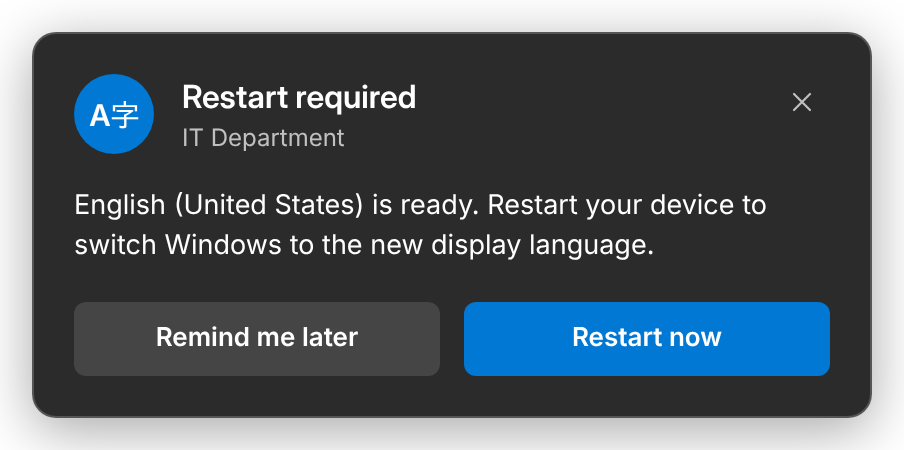 A字
Restart required
IT Department
English (United States) is ready. Restart your device to
switch Windows to the new display language.
Remind me later
Restart now